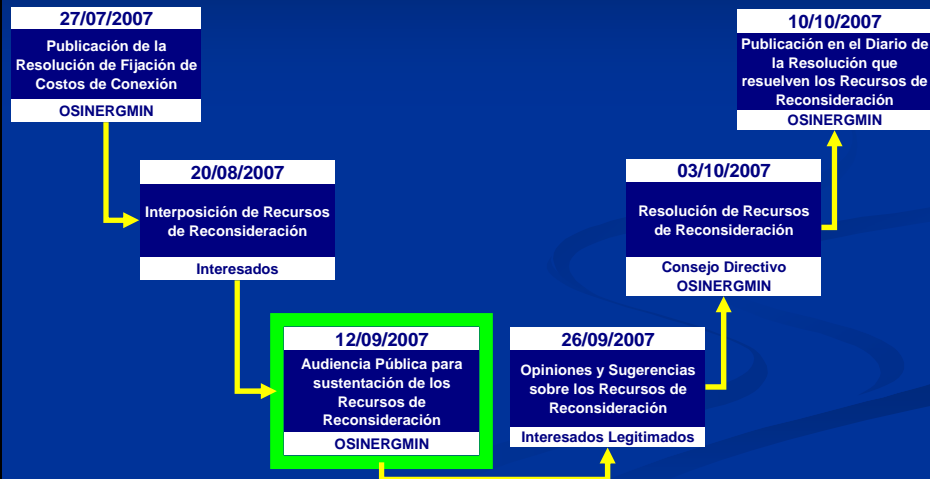 27/07/2007
Publicación de la
Resolución de Fijación de
Costos de Conexión
OSINERGMIN
20/08/2007
Interposición de Recursos
de Reconsideración
Interesados
12/09/2007
Audiencia Pública para
sustentación de los
Recursos de
Reconsideración
OSINERGMIN
26/09/2007
Opiniones y Sugerencias
sobre los Recursos de
Reconsideración
Interesados Legitimados
03/10/2007
Resolución de Recursos
de Reconsideración
Consejo Directivo
OSINERGMIN
10/10/2007
Publicación en el Diario de
la Resolución que
resuelven los Recursos de
Reconsideración
OSINERGMIN